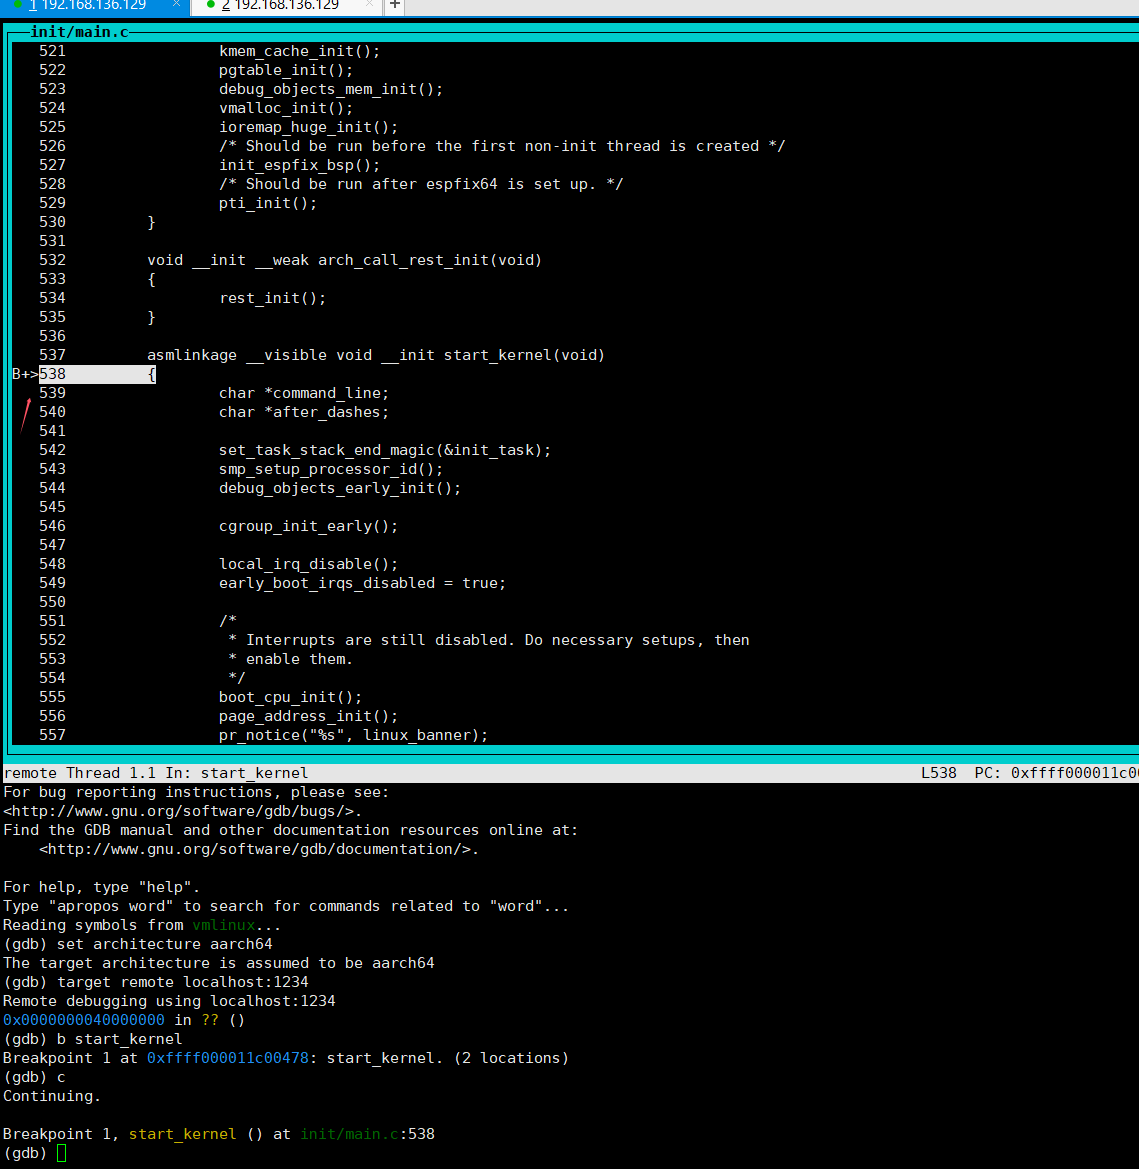 1 192.168.136.129 × 2 192.168.136.129 × +
init/main.c
521 kmem_cache_init();
522 pgtable_init();
523 debug_objects_mem_init();
524 vmalloc_init();
525 ioremap_huge_init();
526 /* Should be run before the first non-init thread is created */
527 init_espfix_bsp();
528 /* Should be run after espfix64 is set up. */
529 pti_init();
530 }
531
532 void __init __weak arch_call_rest_init(void)
533 {
534 rest_init();
535 }
536
537 asmlinkage __visible void __init start_kernel(void)
B+>538 {
539 char *command_line;
540 char *after_dashes;
541
542 set_task_stack_end_magic(&init_task);
543 smp_setup_processor_id();
544 debug_objects_early_init();
545
546 cgroup_init_early();
547
548 local_irq_disable();
549 early_boot_irqs_disabled = true;
550
551 /*
552 * Interrupts are still disabled. Do necessary setups, then
553 * enable them.
554 */
555 boot_cpu_init();
556 page_address_init();
557 pr_notice("%s", linux_banner);
remote Thread 1.1 In: start_kernel L538 PC: 0xffff000011c00
For bug reporting instructions, please see:
<http://www.gnu.org/software/gdb/bugs/>.
Find the GDB manual and other documentation resources online at:
<http://www.gnu.org/software/gdb/documentation/>.
For help, type "help".
Type "apropos word" to search for commands related to "word"...
Reading symbols from vmlinux...
(gdb) set architecture aarch64
The target architecture is assumed to be aarch64
(gdb) target remote localhost:1234
Remote debugging using localhost:1234
0x0000000040000000 in ?? ()
(gdb) b start_kernel
Breakpoint 1 at 0xffff000011c00478: start_kernel. (2 locations)
(gdb) c
Continuing.
Breakpoint 1, start_kernel () at init/main.c:538
(gdb)